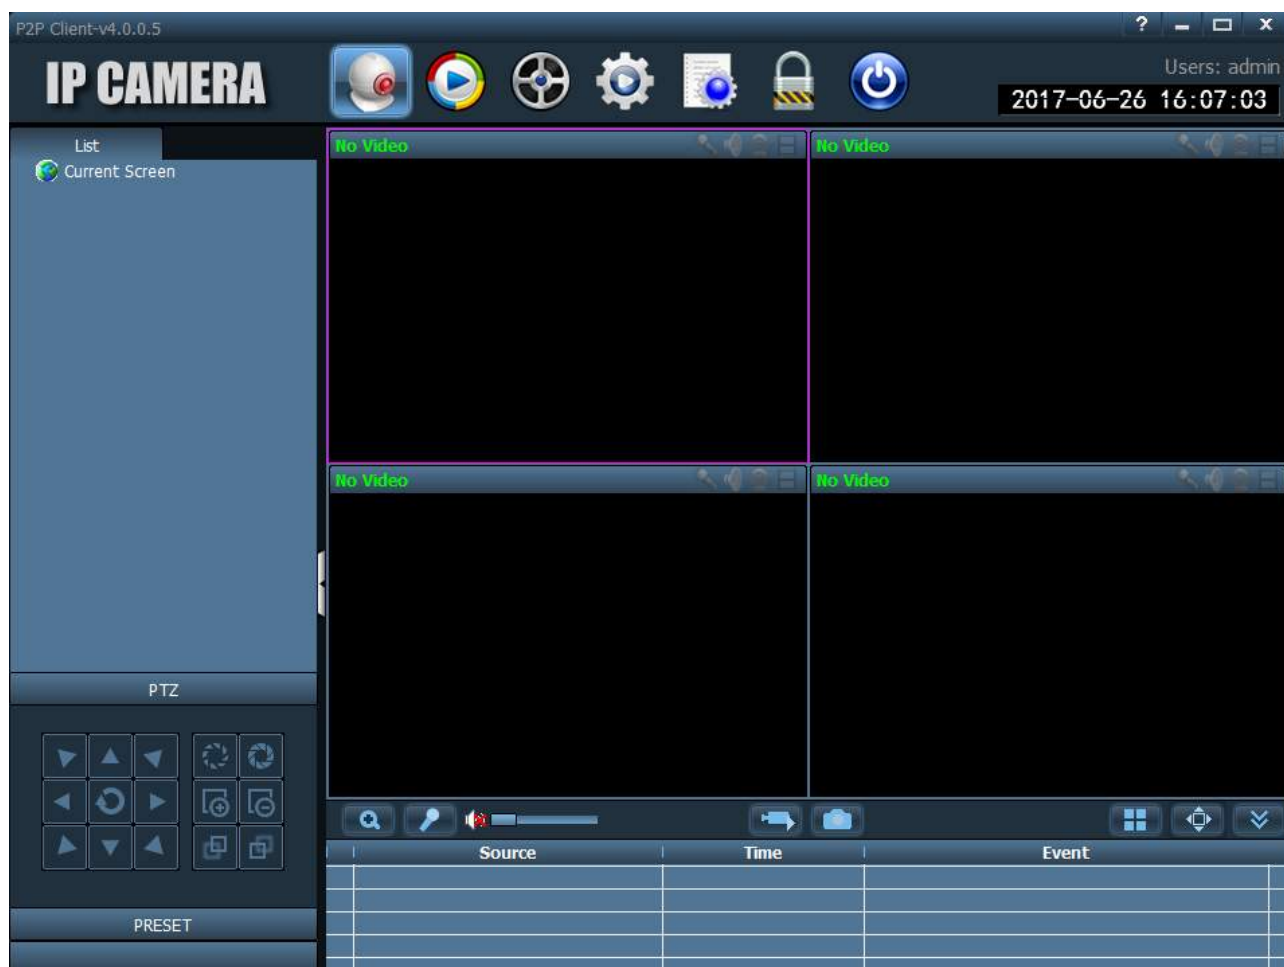 P2P Client-v4.0.0.5
IP CAMERA
Users: admin
2017-06-26 16:07:03
List
Current Screen
No Video
No Video
No Video
No Video
PTZ
Source Time Event
PRESET